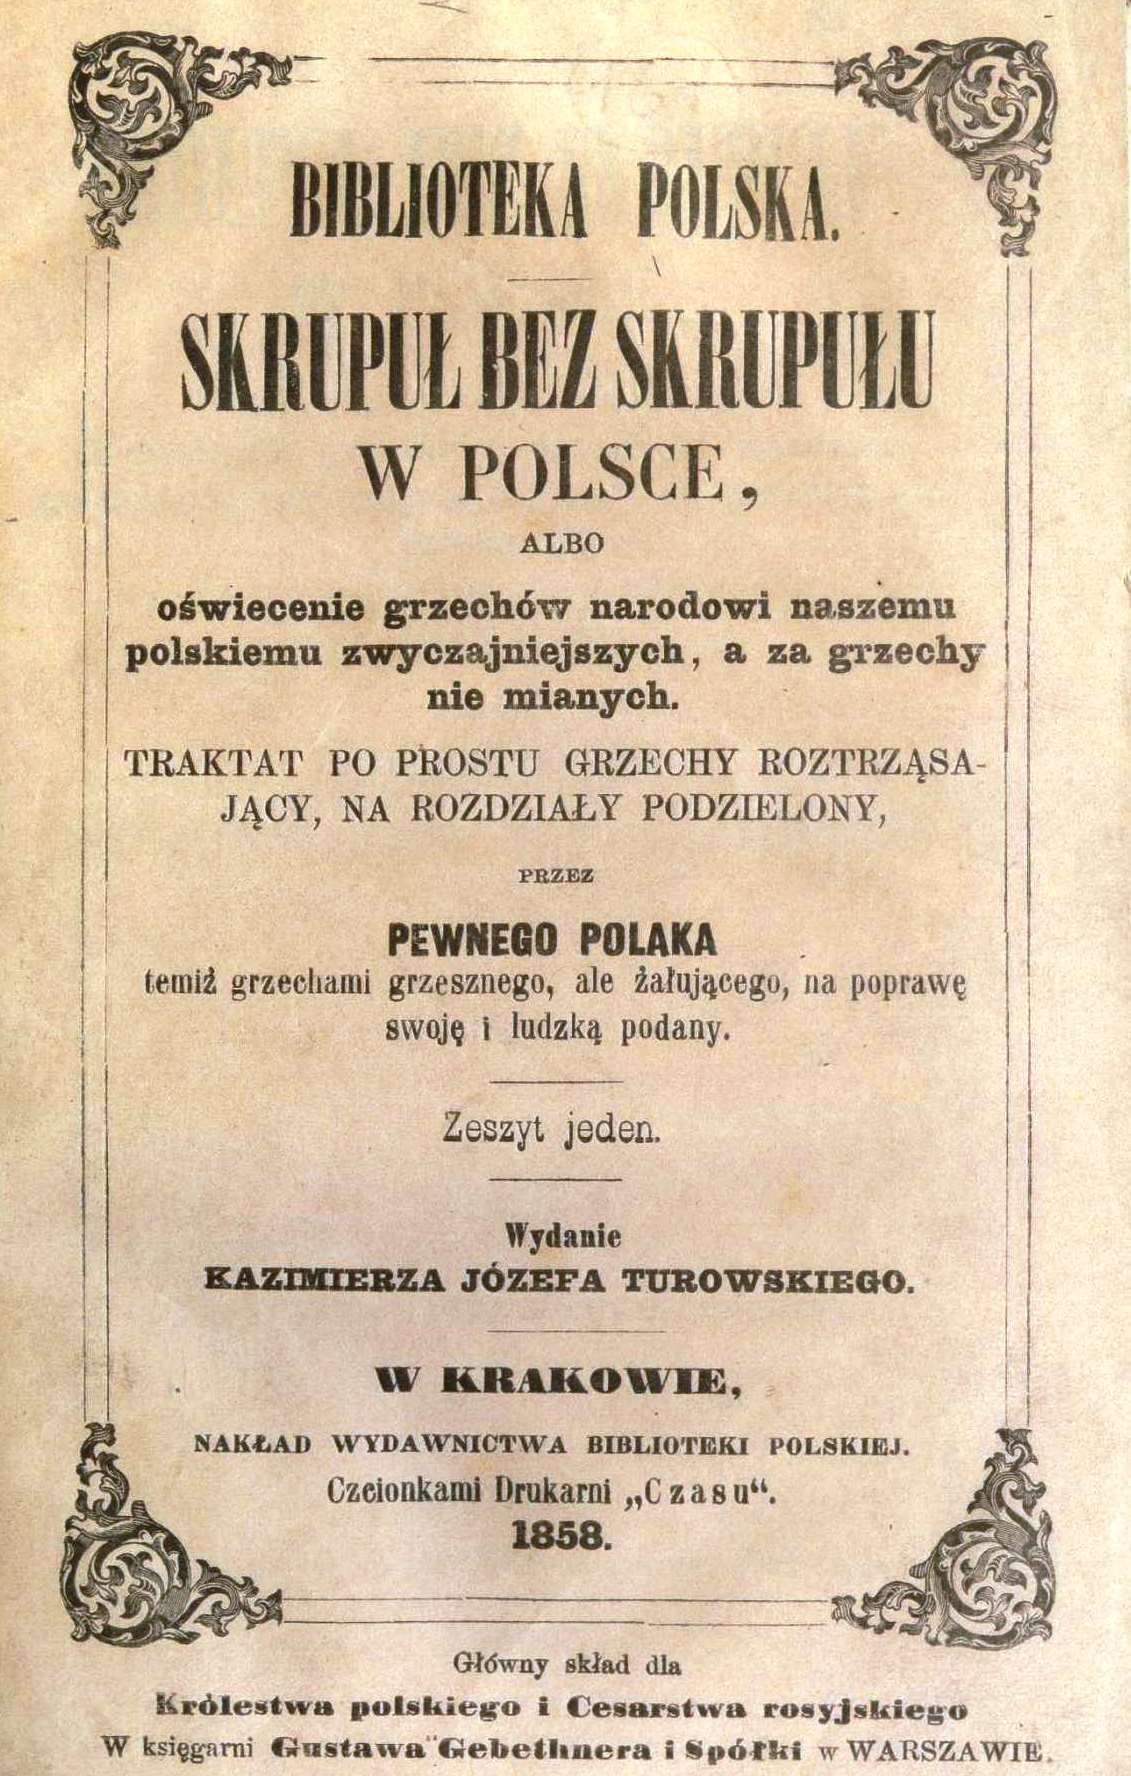 BIBLIOTEKA POLSKA.
SKRUPUŁ BEZ SKRUPUŁU
W POLSCE,
ALBO
oświecenie grzechów narodowi naszemu
polskiemu zwyczajniejszych, a za grzechy
nie mianych.
TRAKTAT PO PROSTU GRZECHY ROZTRZĄSA-
JĄCY, NA ROZDZIAŁY PODZIELONY,
PRZEZ
PEWNEGO POLAKA
temiż grzechami grzesznego, ale żałującego, na poprawę
swoję i ludzką podany.
Zeszyt jeden.
Wydanie
KAZIMIERZA JÓZEFA TUROWSKIEGO.
W KRAKOWIE,
NAKŁAD WYDAWNICTWA BIBLIOTEKI POLSKIEJ.
Czcionkami Drukarni „Czasu“.
1858.
Główny skład dla
Królestwa polskiego i Cesarstwa rosyjskiego
W księgarni Gustawa Gebethnera i Spółki w WARSZAWIE.